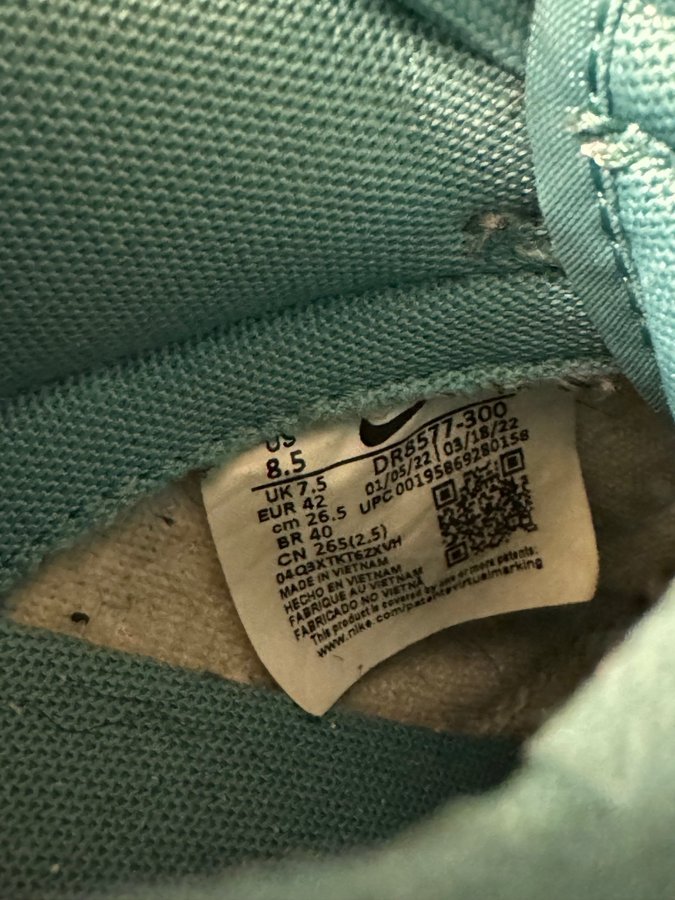 US
8.5
DR8577-300
UK 7.5
01/05/22 03/18/22
EUR 42
UPC 00195869280158
cm 26.5
BR 40
CN 265(2.5)
04Q3XTKT6ZXVH
MADE IN VIETNAM
HECHO EN VIETNAM
FABRIQUE AU VIETNAM
FABRICADO NO VIETNA
This product is covered by one or more patents:
www.nike.com/patentsvirtualmarking